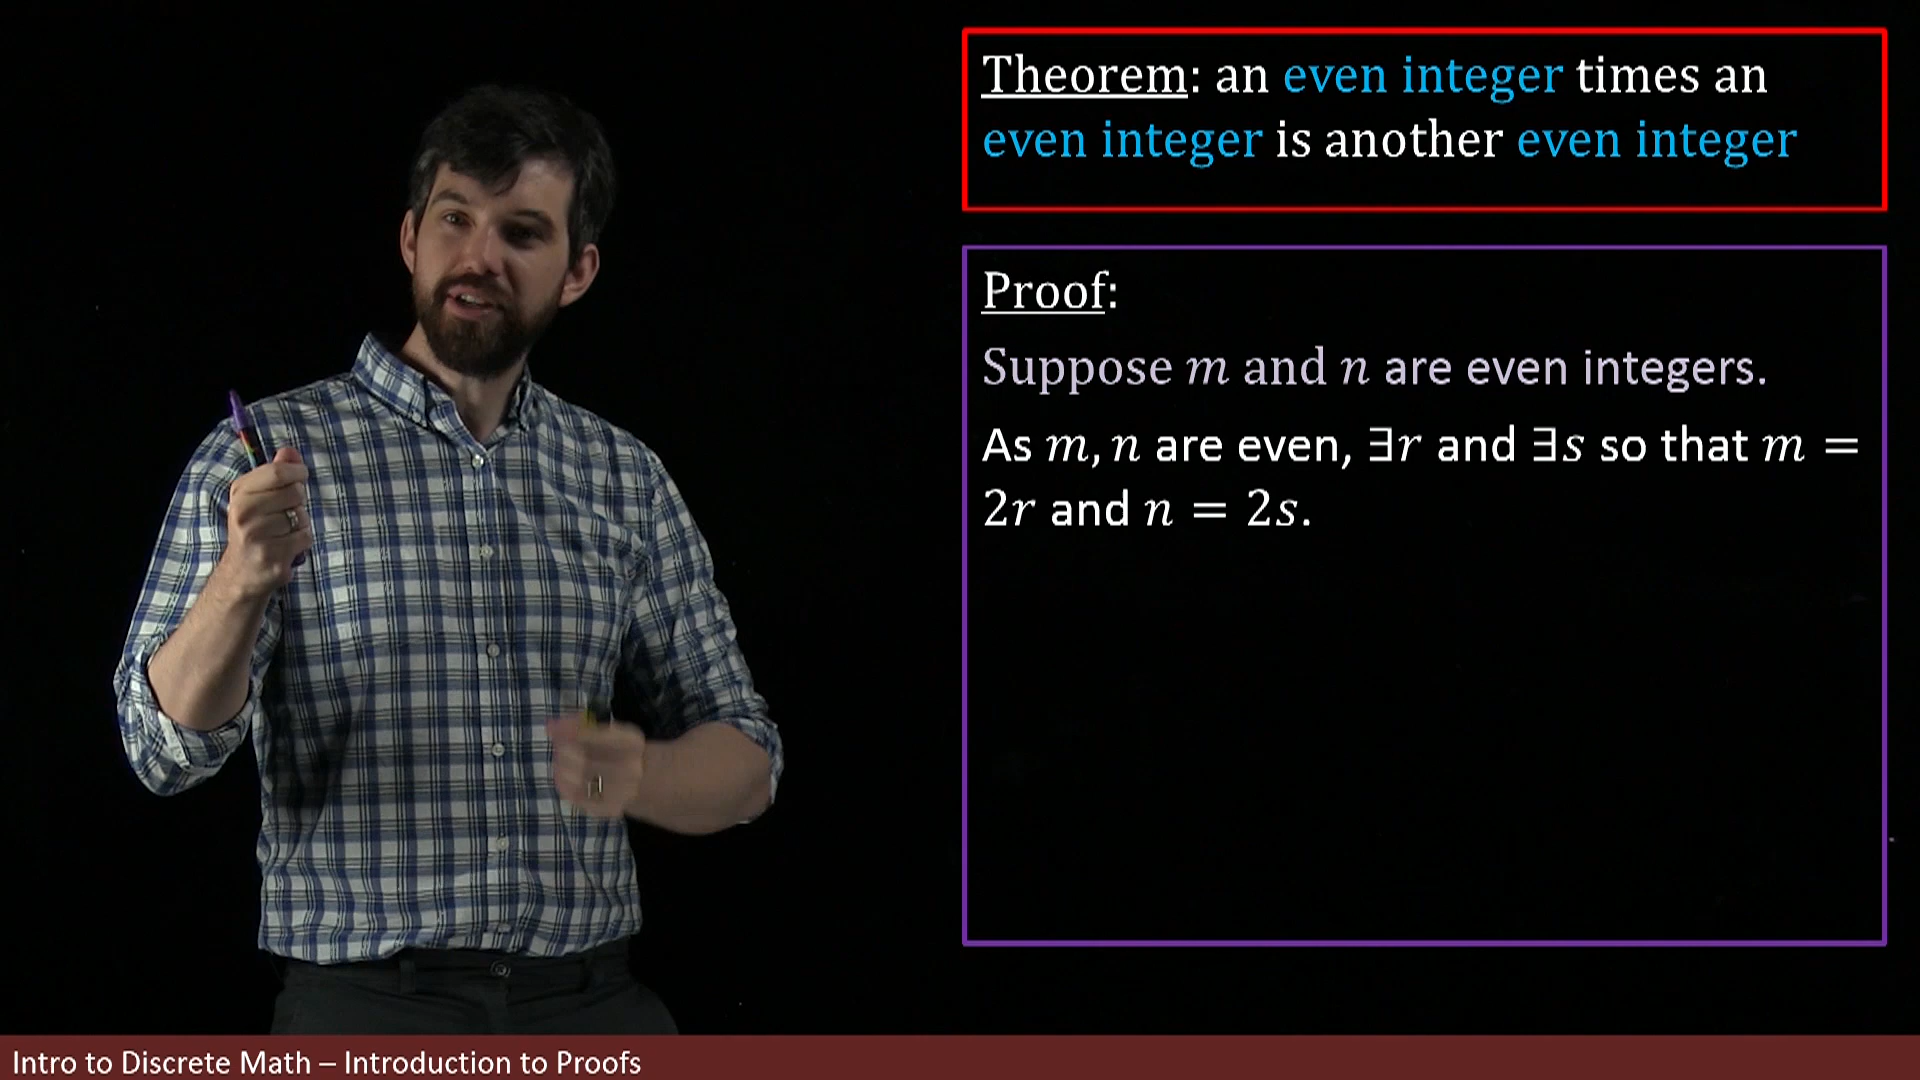 Theorem: an even integer times an
even integer is another even integer
Proof:
Suppose m and n are even integers.
As m, n are even, ∃r and ∃s so that m =
2r and n = 2s.
Intro to Discrete Math – Introduction to Proofs